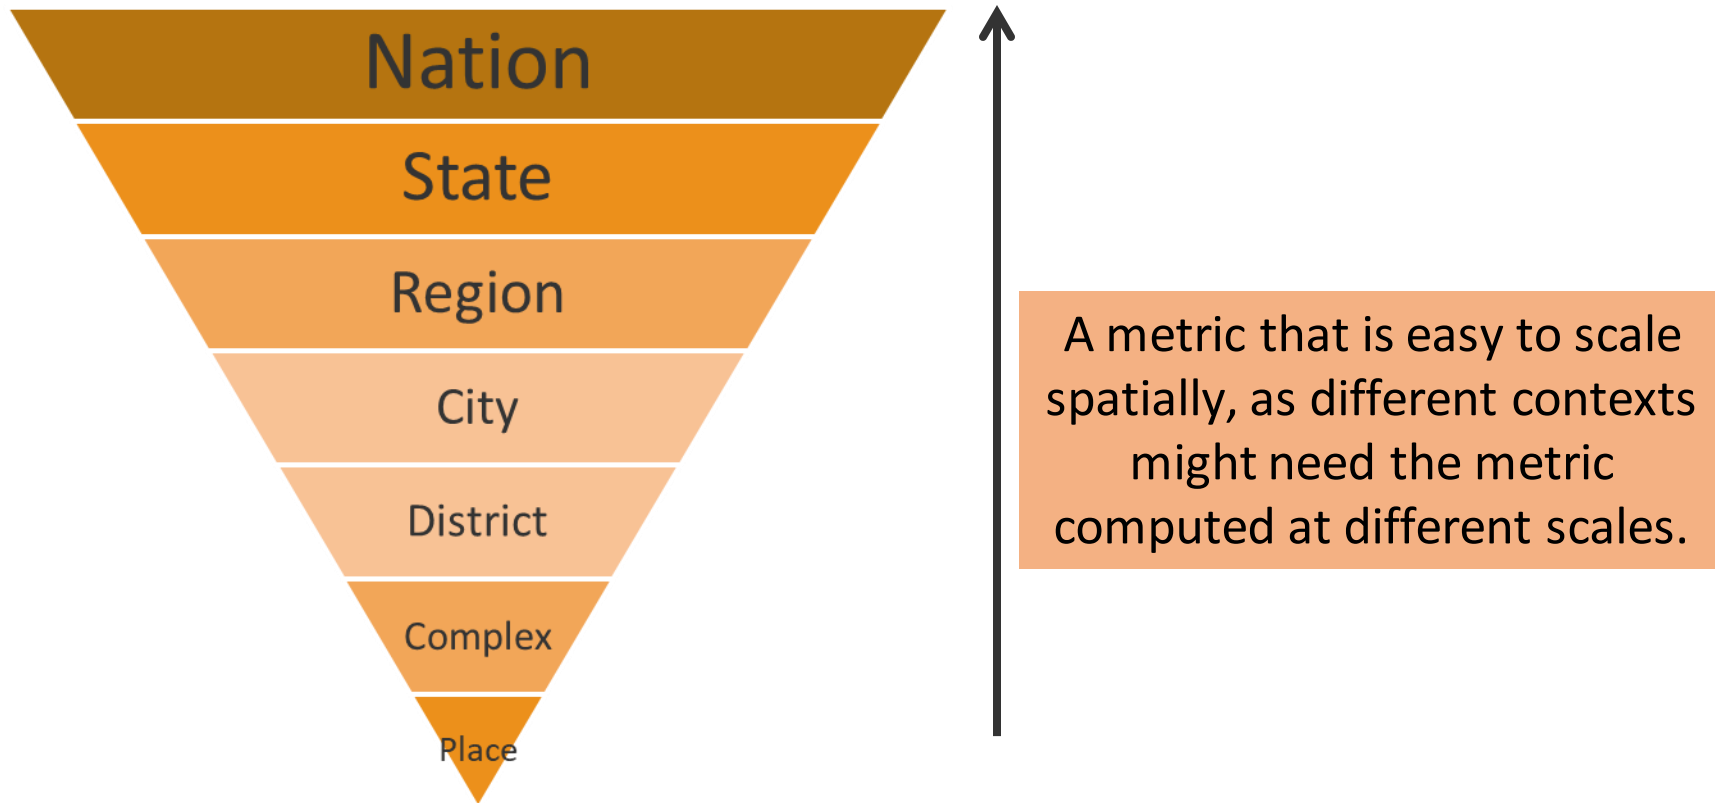 Nation
State
Region
City
District
Complex
Place
A metric that is easy to scale
spatially, as different contexts
might need the metric
computed at different scales.